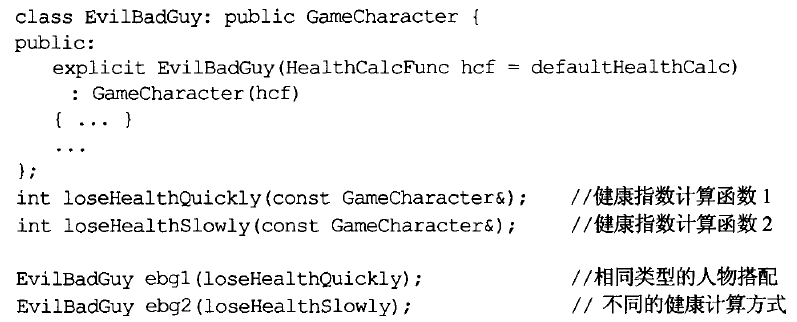 class EvilBadGuy: public GameCharacter {
public:
explicit EvilBadGuy(HealthCalcFunc hcf = defaultHealthCalc)
: GameCharacter(hcf)
{ ... }
...
};
int loseHealthQuickly(const GameCharacter&); //健康指数计算函数 1
int loseHealthSlowly(const GameCharacter&); //健康指数计算函数 2
EvilBadGuy ebg1(loseHealthQuickly); //相同类型的人物搭配
EvilBadGuy ebg2(loseHealthSlowly); // 不同的健康计算方式